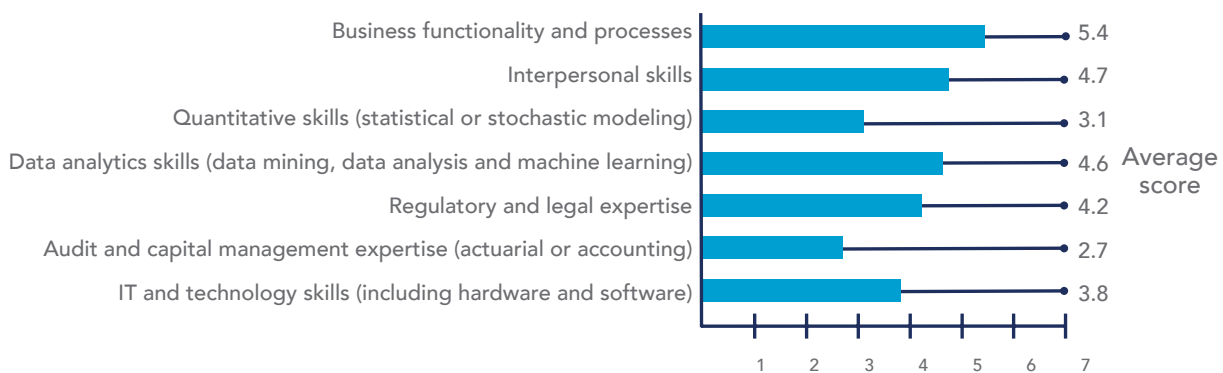 Business functionality and processes 5.4
Interpersonal skills 4.7
Quantitative skills (statistical or stochastic modeling) 3.1
Data analytics skills (data mining, data analysis and machine learning) 4.6
Average
score
Regulatory and legal expertise 4.2
Audit and capital management expertise (actuarial or accounting) 2.7
IT and technology skills (including hardware and software) 3.8
1 2 3 4 5 6 7